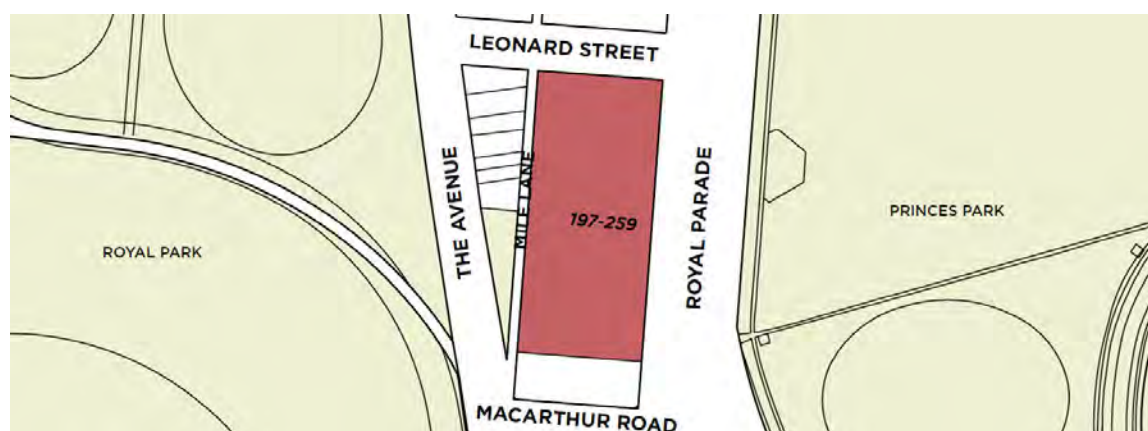 LEONARD STREET
THE AVENUE
MILE LANE
197-259
ROYAL PARADE
PRINCES PARK
ROYAL PARK
MACARTHUR ROAD